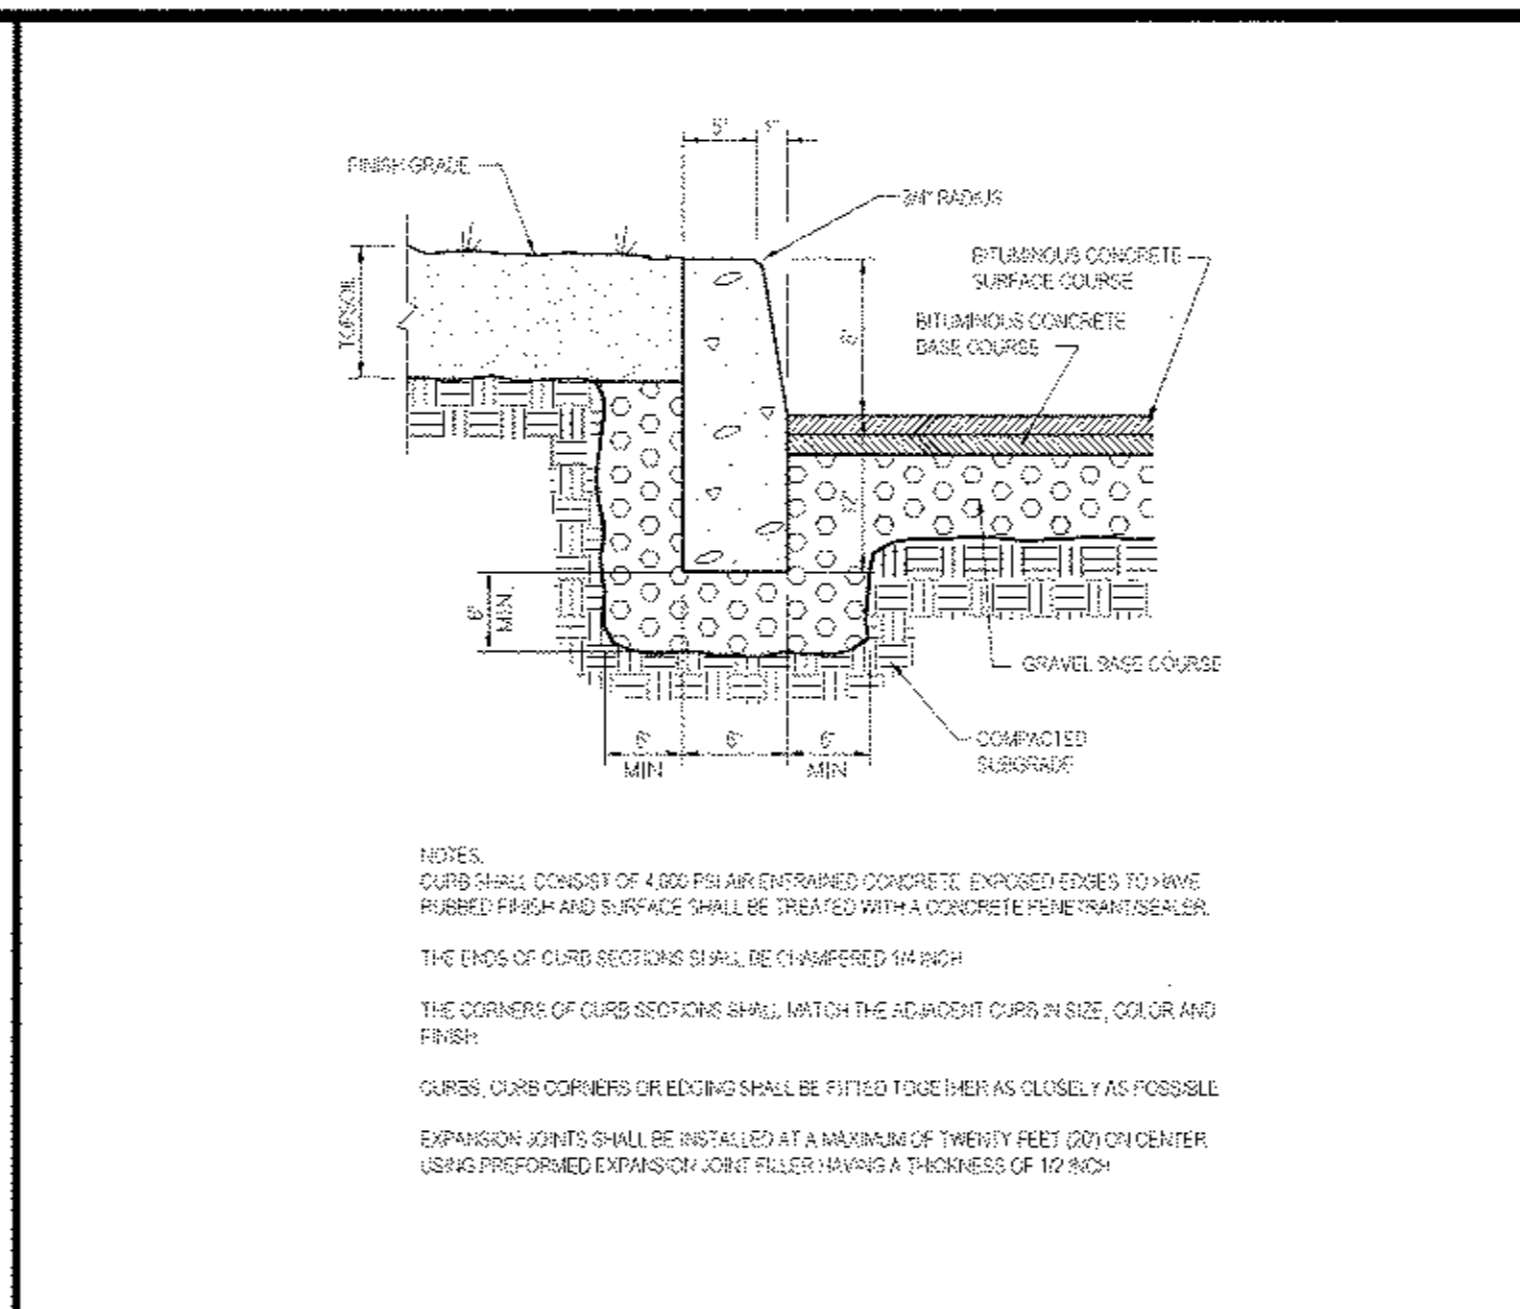 5" 1"
FINISH GRADE
3/4" RADIUS
BITUMINOUS CONCRETE
SURFACE COURSE
BITUMINOUS CONCRETE
BASE COURSE
TOPSOIL
6"
MIN.
GRAVEL BASE COURSE
6" 6" 6"
MIN MIN
COMPACTED
SUBGRADE
NOTES:
CURB SHALL CONSIST OF 4,000 PSI AIR ENTRAINED CONCRETE. EXPOSED EDGES TO HAVE
RUBBED FINISH AND SURFACE SHALL BE TREATED WITH A CONCRETE PENETRANT/SEALER.
THE ENDS OF CURB SECTIONS SHALL BE CHAMFERED 1/4 INCH
THE CORNERS OF CURB SECTIONS SHALL MATCH THE ADJACENT CURB IN SIZE, COLOR AND
FINISH
CURBS, CURB CORNERS OR EDGING SHALL BE FITTED TOGETHER AS CLOSELY AS POSSIBLE
EXPANSION JOINTS SHALL BE INSTALLED AT A MAXIMUM OF TWENTY FEET (20') ON CENTER
USING PREFORMED EXPANSION JOINT FILLER HAVING A THICKNESS OF 1/2 INCH